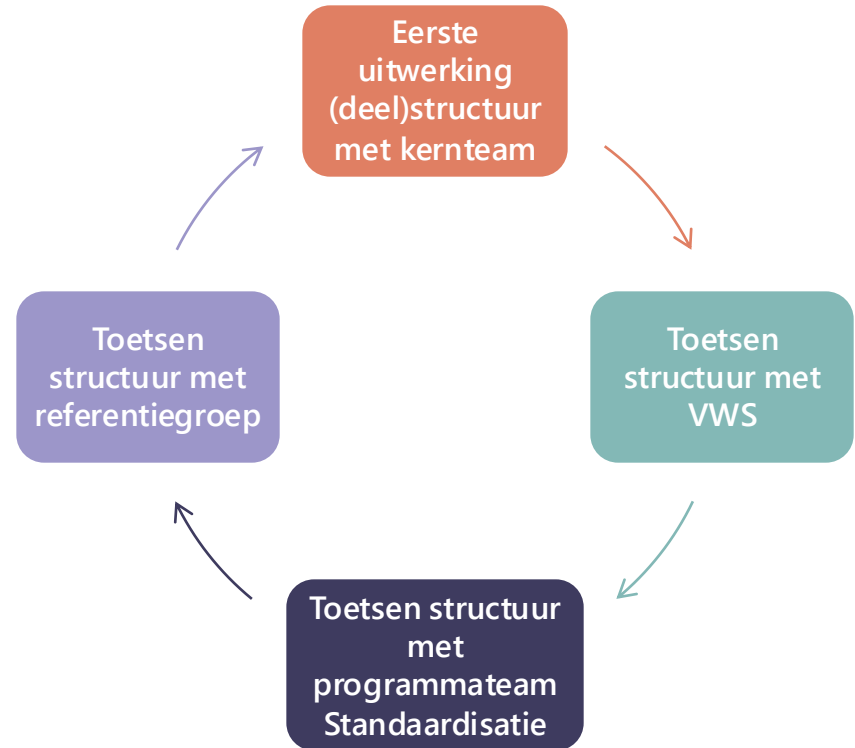 Eerste
uitwerking
(deel)structuur
met kernteam
Toetsen
structuur met
referentiegroep
Toetsen
structuur met
VWS
Toetsen structuur
met
programmateam
Standaardisatie